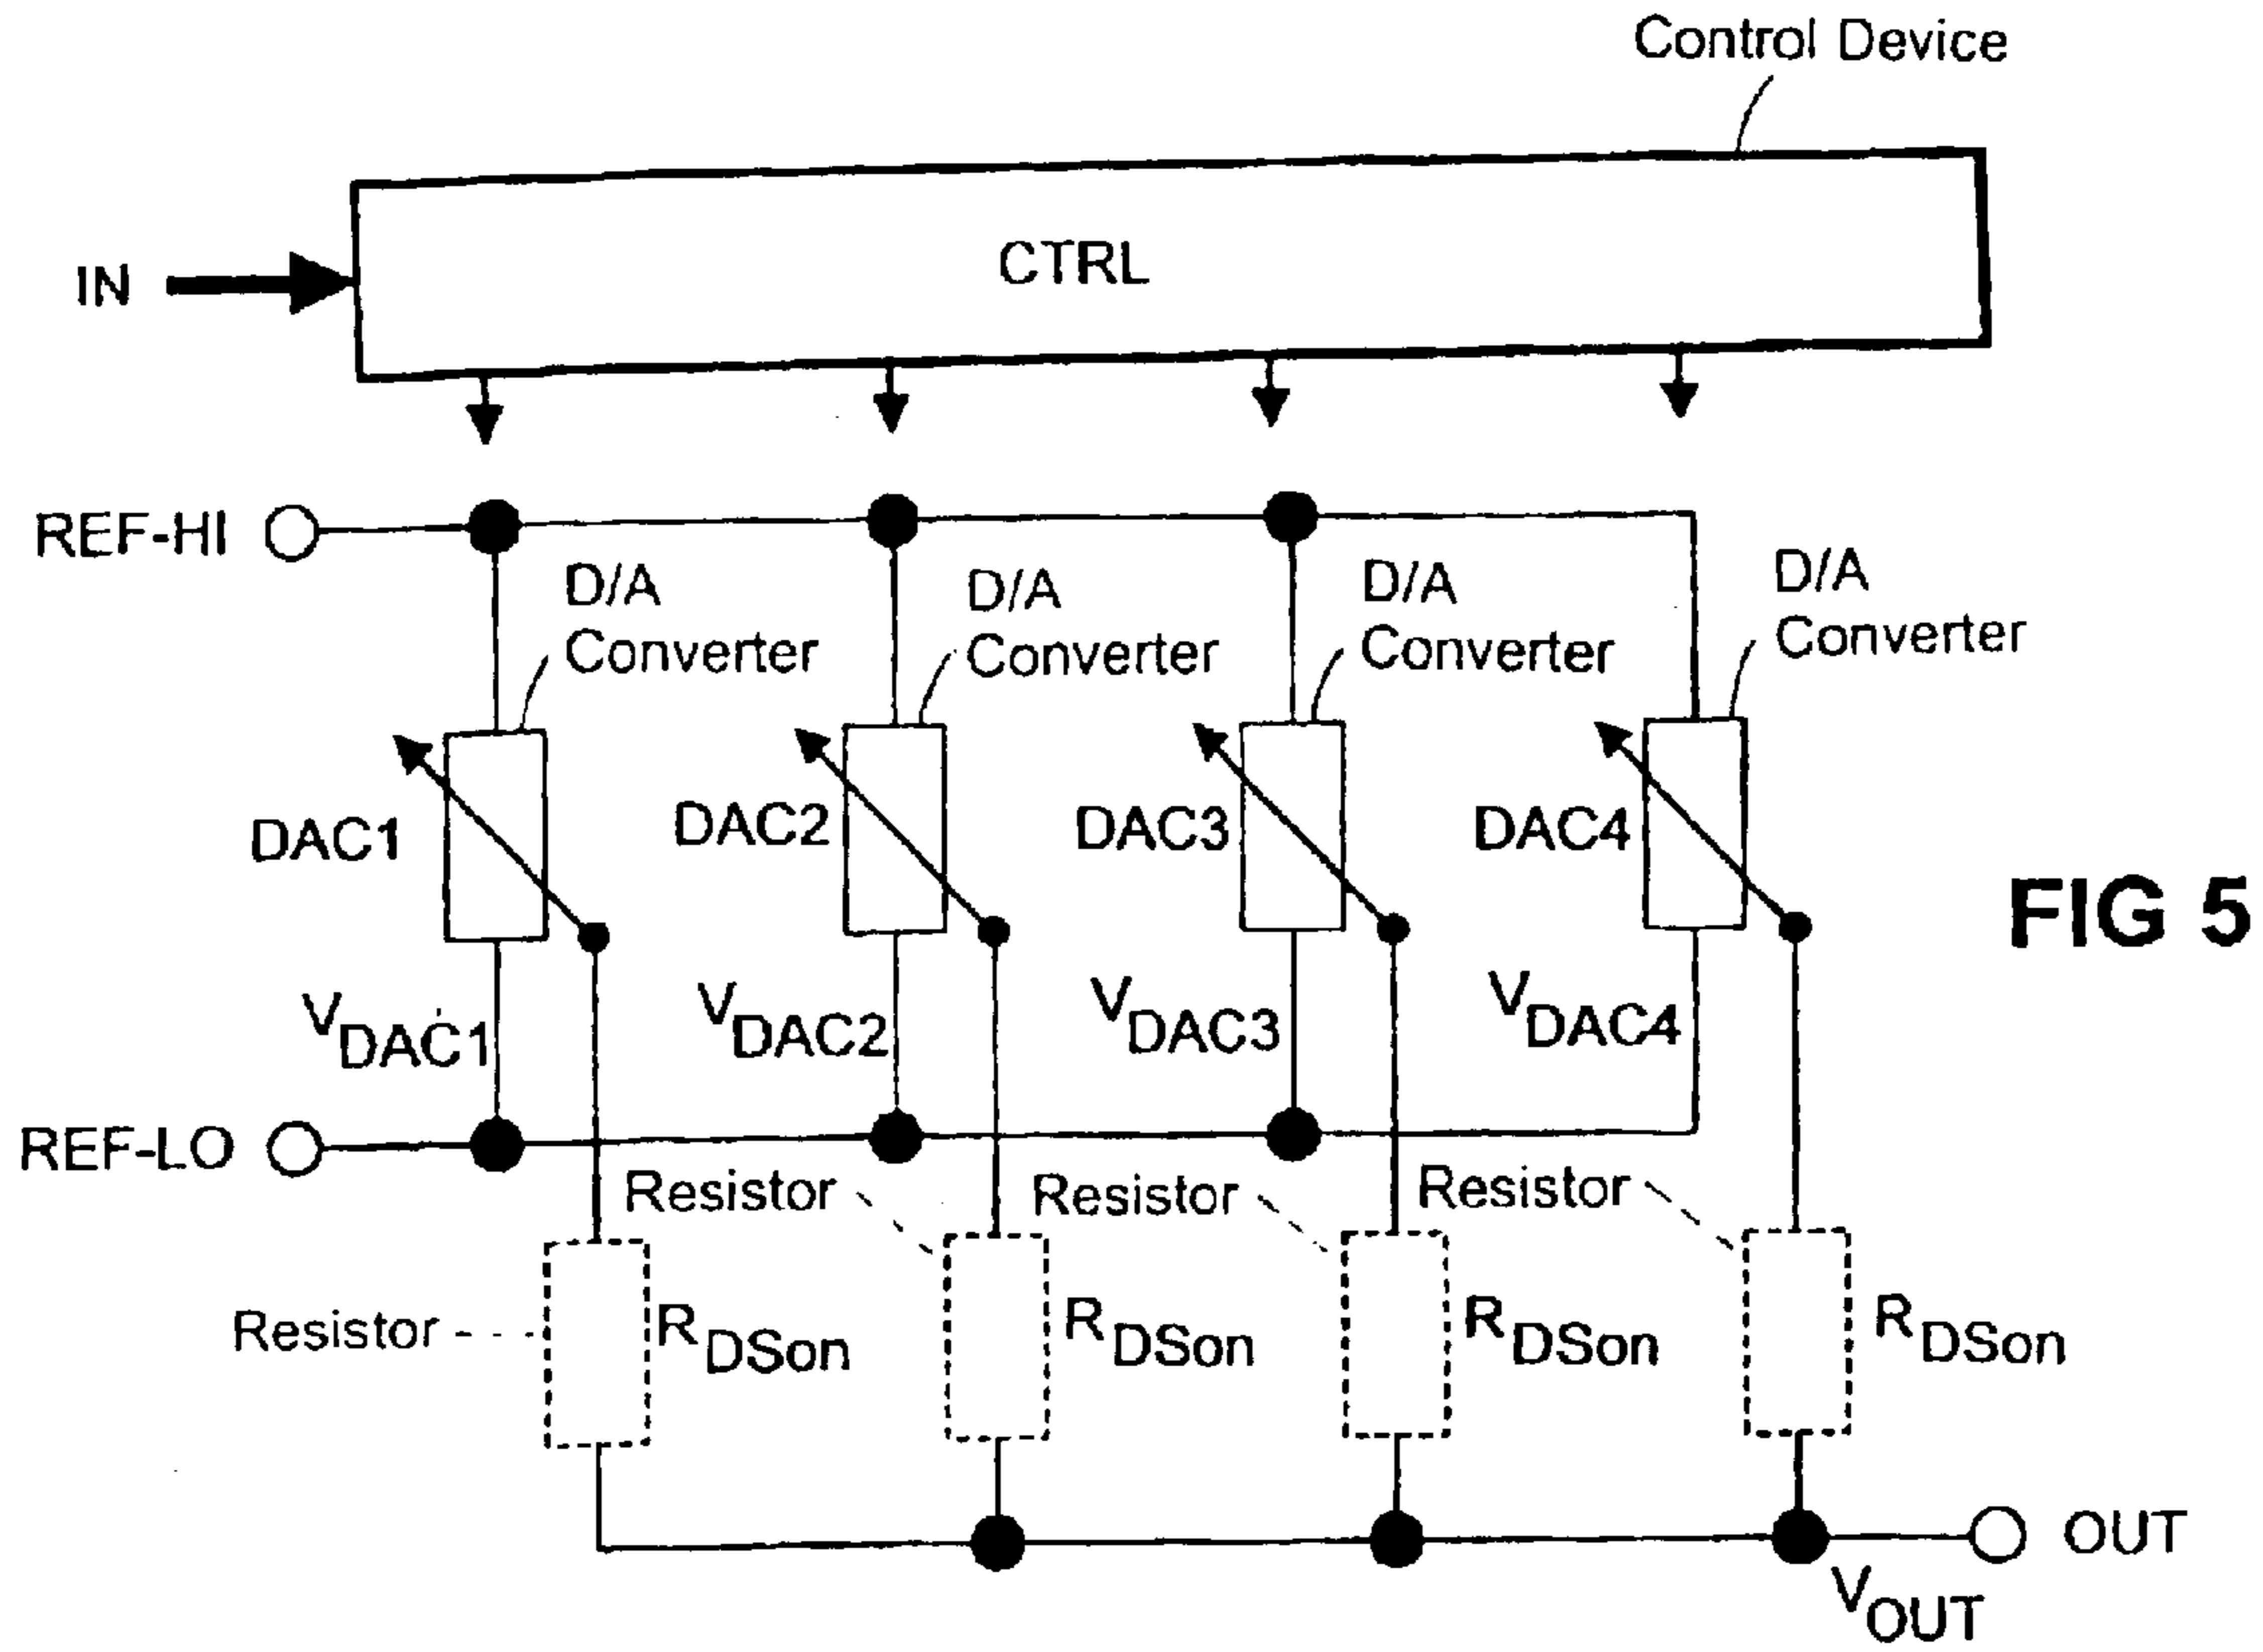 Control Device
CTRL
IN
REF-HI
D/A
Converter
D/A
Converter
D/A
Converter
D/A
Converter
DAC1
DAC2
DAC3
DAC4
FIG 5
VDAC1
VDAC2
VDAC3
VDAC4
REF-LO
Resistor
Resistor
Resistor
Resistor
RDSon
RDSon
RDSon
RDSon
OUT
VOUT